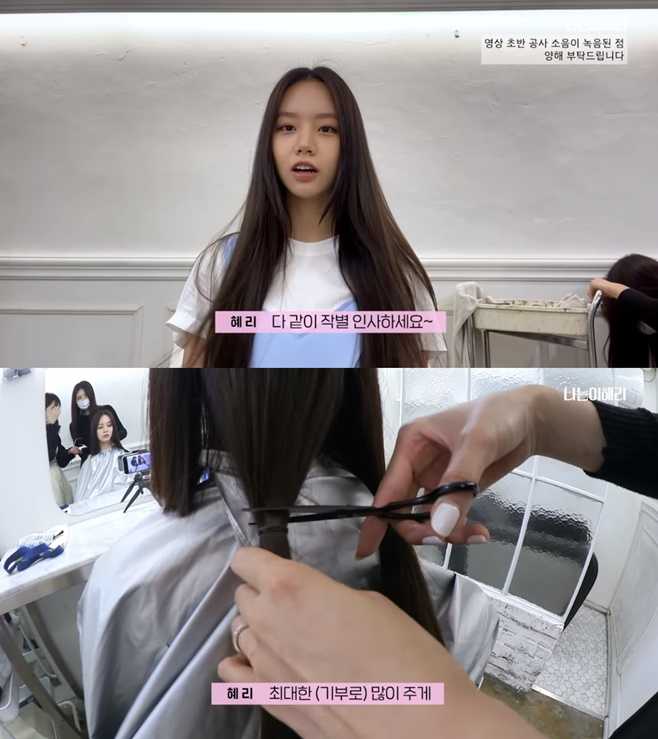 영상 초반 공사 소음이 녹음된 점
양해 부탁드립니다
혜리 다 같이 작별 인사하세요~
나는이혜리
혜리 최대한 (기부로) 많이 주게